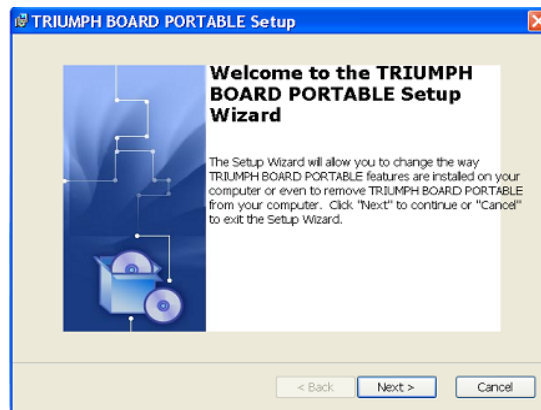 TRIUMPH BOARD PORTABLE Setup
Welcome to the TRIUMPH
BOARD PORTABLE Setup
Wizard
The Setup Wizard will allow you to change the way
TRIUMPH BOARD PORTABLE features are installed on your
computer or even to remove TRIUMPH BOARD PORTABLE
from your computer. Click "Next" to continue or "Cancel"
to exit the Setup Wizard.
< Back Next > Cancel